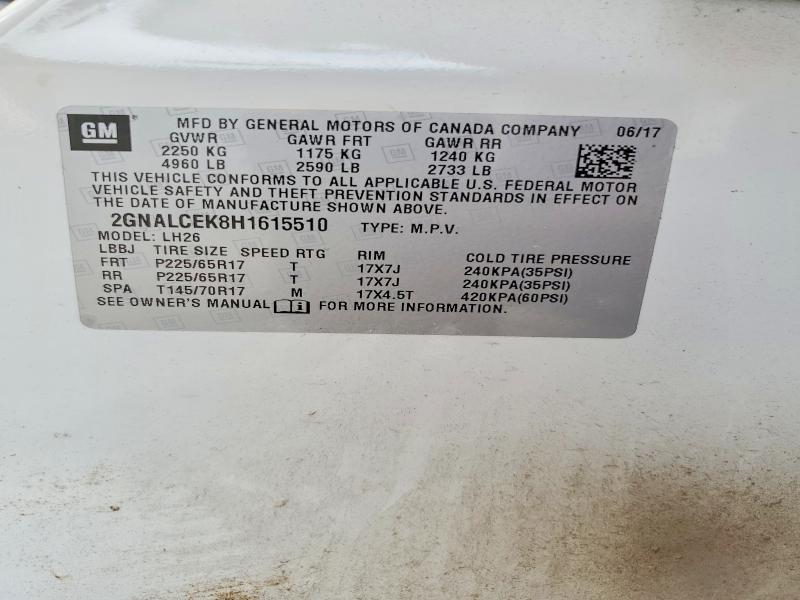 GM MFD BY GENERAL MOTORS OF CANADA COMPANY 06/17
GVWR GAWR FRT GAWR RR
2250 KG 1175 KG 1240 KG
4960 LB 2590 LB 2733 LB
THIS VEHICLE CONFORMS TO ALL APPLICABLE U.S. FEDERAL MOTOR
VEHICLE SAFETY AND THEFT PREVENTION STANDARDS IN EFFECT ON
THE DATE OF MANUFACTURE SHOWN ABOVE.
2GNALCEK8H1615510 TYPE: M.P.V.
MODEL: LH26
LBBJ TIRE SIZE SPEED RTG RIM COLD TIRE PRESSURE
FRT P225/65R17 T 17X7J 240KPA(35PSI)
RR P225/65R17 T 17X7J 240KPA(35PSI)
SPA T145/70R17 M 17X4.5T 420KPA(60PSI)
SEE OWNER'S MANUAL FOR MORE INFORMATION.